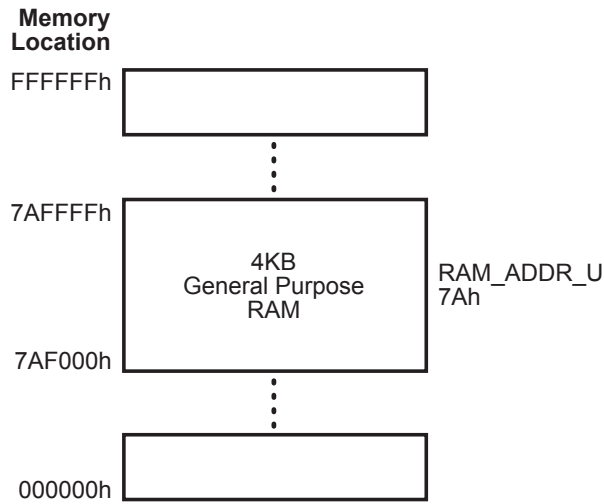 Memory
Location
FFFFFFh
7AFFFFh
4KB
General Purpose
RAM
RAM_ADDR_U
7Ah
7AF000h
000000h